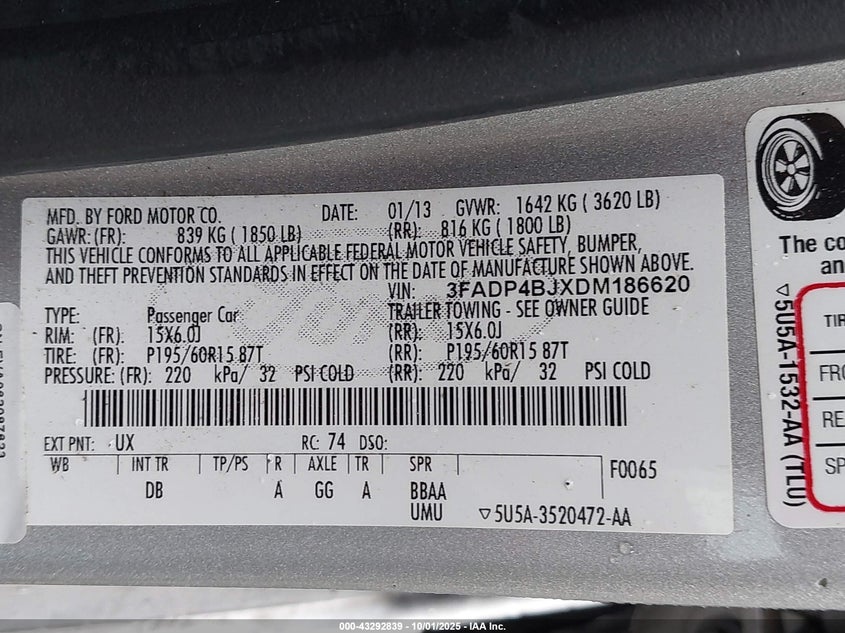 MFD. BY FORD MOTOR CO. DATE: 01/13 GVWR: 1642 KG ( 3620 LB)
GAWR: (FR): 839 KG ( 1850 LB) (RR): 816 KG ( 1800 LB)
THIS VEHICLE CONFORMS TO ALL APPLICABLE FEDERAL MOTOR VEHICLE SAFETY, BUMPER,
AND THEFT PREVENTION STANDARDS IN EFFECT ON THE DATE OF MANUFACTURE SHOWN ABOVE.
VIN: 3FADP4BJXDM186620
TYPE: Passenger Car TRAILER TOWING - SEE OWNER GUIDE
RIM: (FR): 15X6.0J (RR): 15X6.0J
TIRE: (FR): P195/60R15 87T (RR): P195/60R15 87T
PRESSURE: (FR): 220 kPa/ 32 PSI COLD (RR): 220 kPa/ 32 PSI COLD
EXT PNT: UX RC: 74 DSO:
WB INT TR TP/PS R AXLE TR SPR F0065
DB A GG A BBAA
UMU ▽5U5A-3520472-AA
The co
an
▽5U5A-1532-AA (TLU)
TIR
FRO
RE
SP
000-43292839 - 10/01/2025 - IAA Inc.